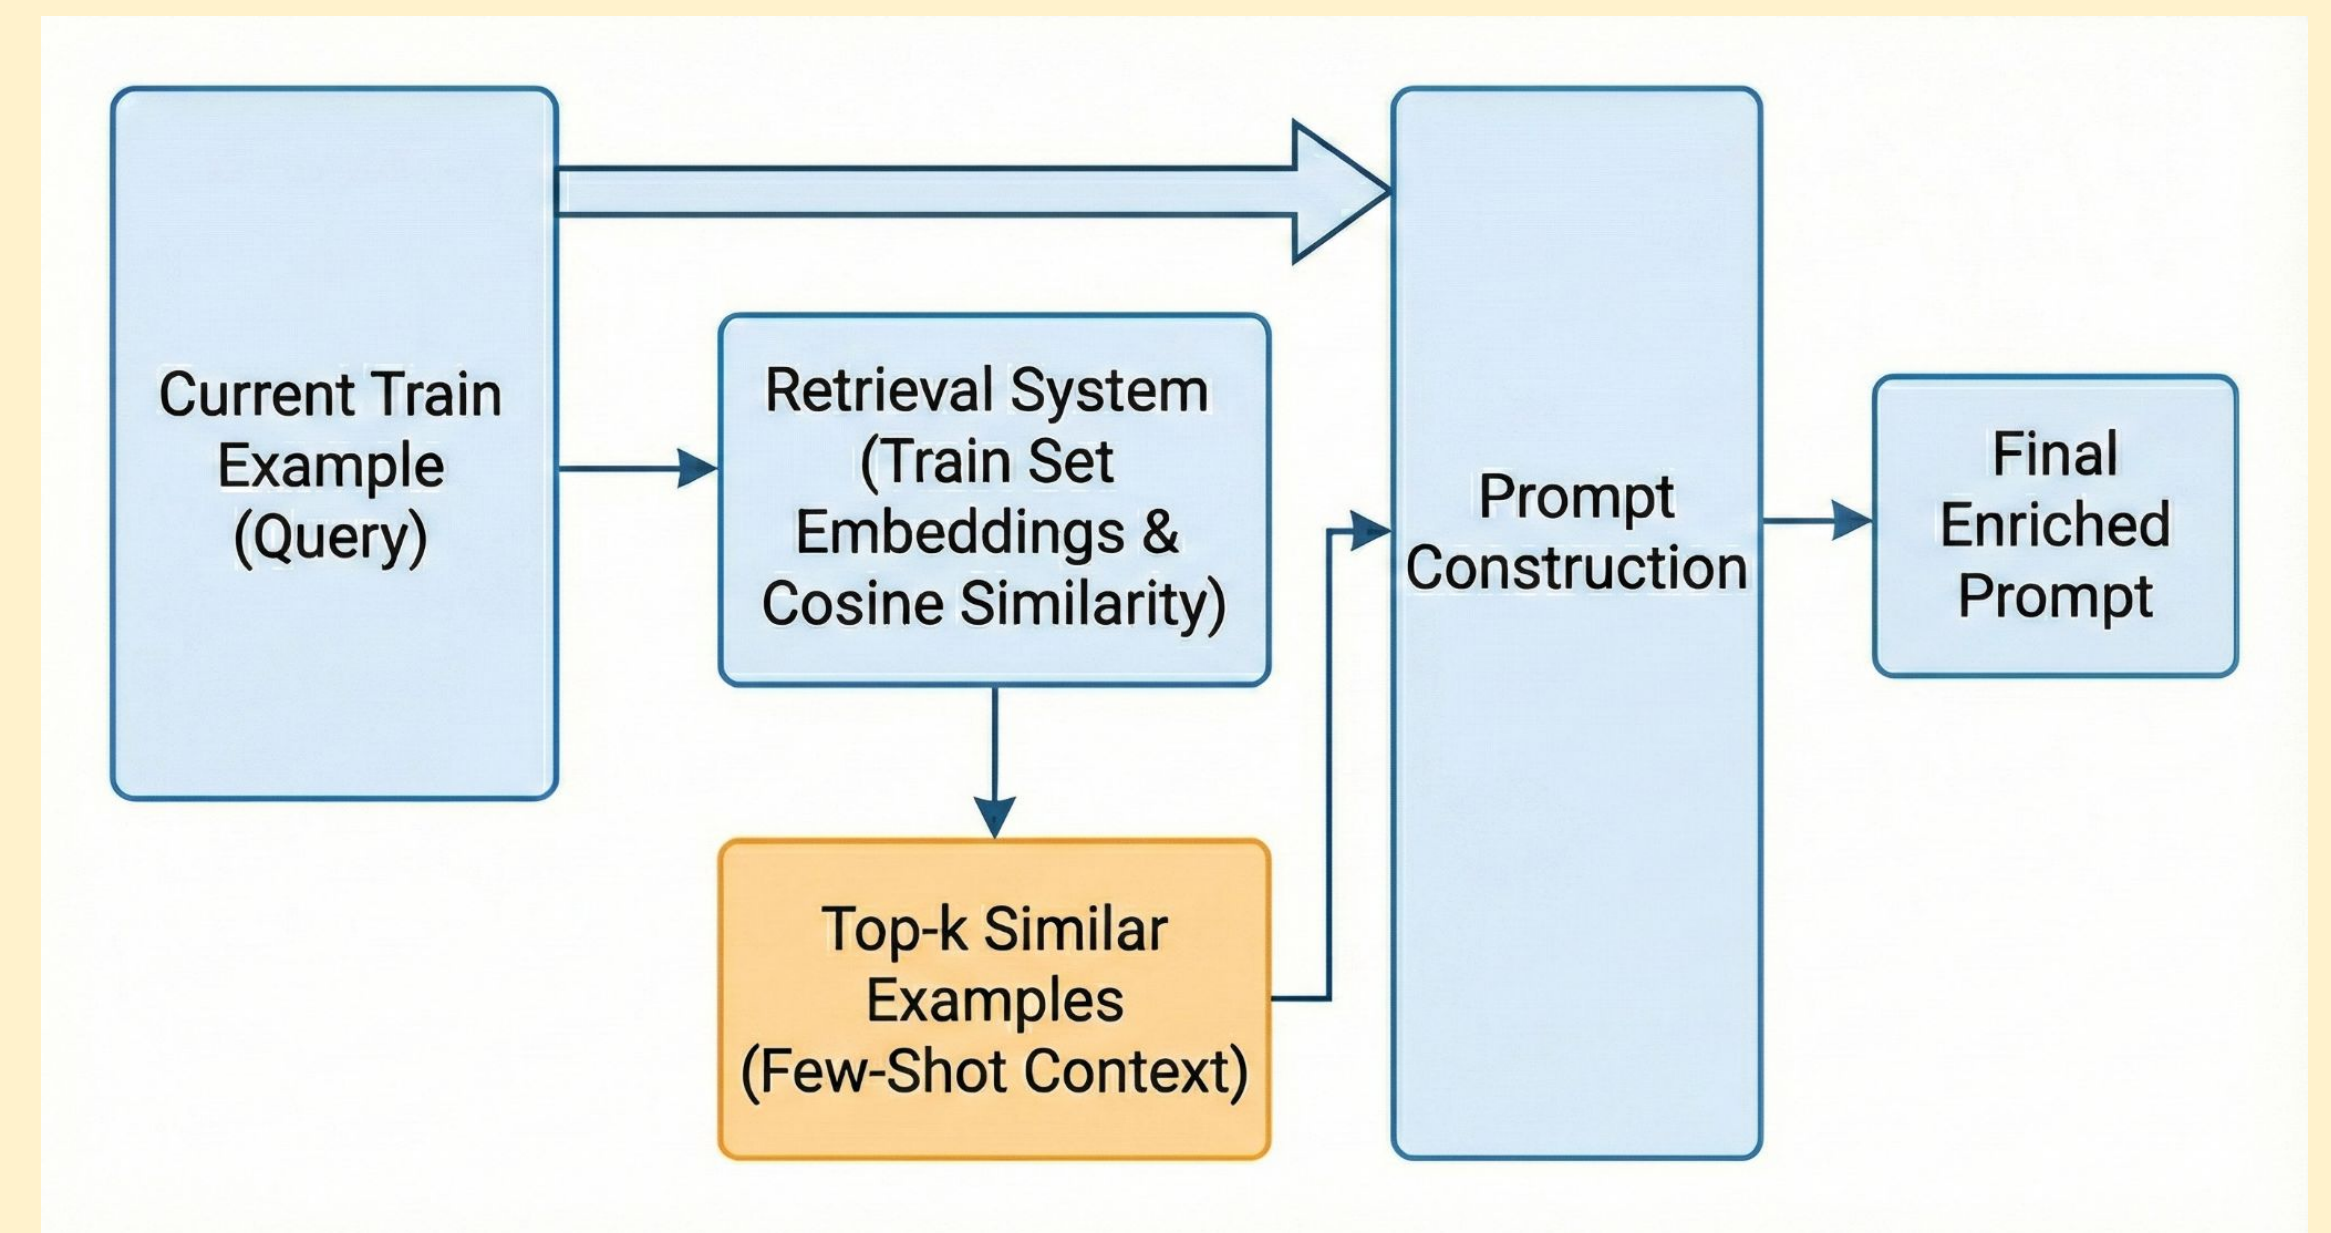 Current Train
Example
(Query)
Retrieval System
(Train Set
Embeddings &
Cosine Similarity)
Top-k Similar
Examples
(Few-Shot Context)
Prompt
Construction
Final
Enriched
Prompt